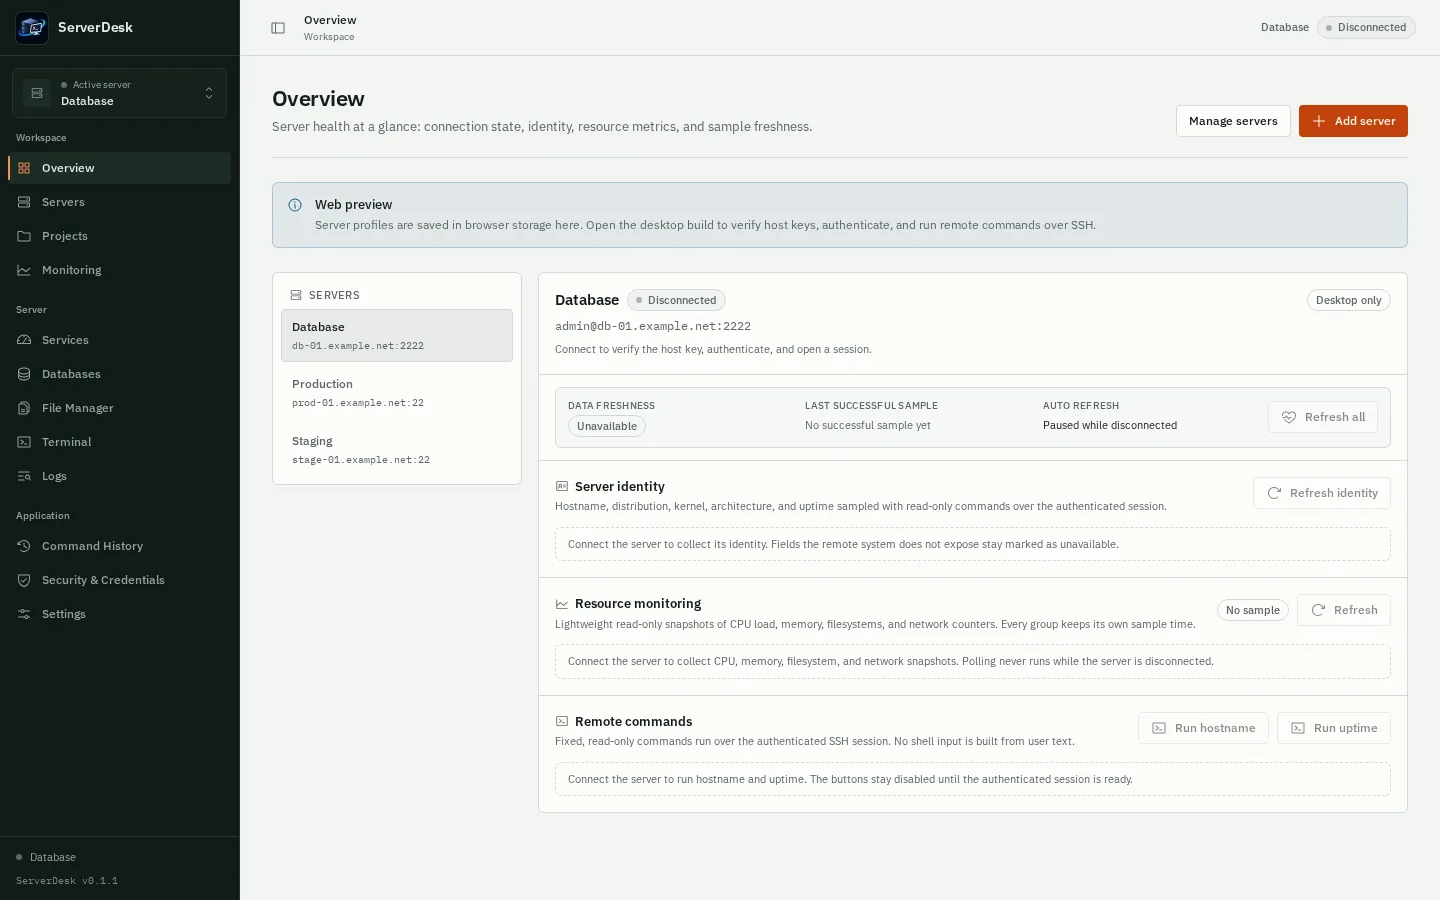 ServerDesk
Active server
Database
Workspace
Overview
Servers
Projects
Monitoring
Server
Services
Databases
File Manager
Terminal
Logs
Application
Command History
Security & Credentials
Settings
Database
ServerDesk v0.1.1
Overview
Workspace
Database Disconnected
Overview
Server health at a glance: connection state, identity, resource metrics, and sample freshness.
Manage servers
Add server
Web preview
Server profiles are saved in browser storage here. Open the desktop build to verify host keys, authenticate, and run remote commands over SSH.
SERVERS
Database
db-01.example.net:2222
Production
prod-01.example.net:22
Staging
stage-01.example.net:22
Database Disconnected
Desktop only
admin@db-01.example.net:2222
Connect to verify the host key, authenticate, and open a session.
DATA FRESHNESS
Unavailable
LAST SUCCESSFUL SAMPLE
No successful sample yet
AUTO REFRESH
Paused while disconnected
Refresh all
Server identity
Hostname, distribution, kernel, architecture, and uptime sampled with read-only commands over the authenticated session.
Refresh identity
Connect the server to collect its identity. Fields the remote system does not expose stay marked as unavailable.
Resource monitoring
Lightweight read-only snapshots of CPU load, memory, filesystems, and network counters. Every group keeps its own sample time.
No sample
Refresh
Connect the server to collect CPU, memory, filesystem, and network snapshots. Polling never runs while the server is disconnected.
Remote commands
Fixed, read-only commands run over the authenticated SSH session. No shell input is built from user text.
Run hostname
Run uptime
Connect the server to run hostname and uptime. The buttons stay disabled until the authenticated session is ready.